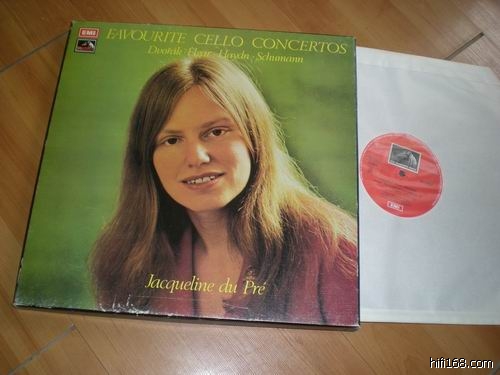 EMI
FAVOURITE CELLO CONCERTOS
Dvořák · Elgar · Haydn · Schumann
Jacqueline du Pré
EMI
hifi168.com